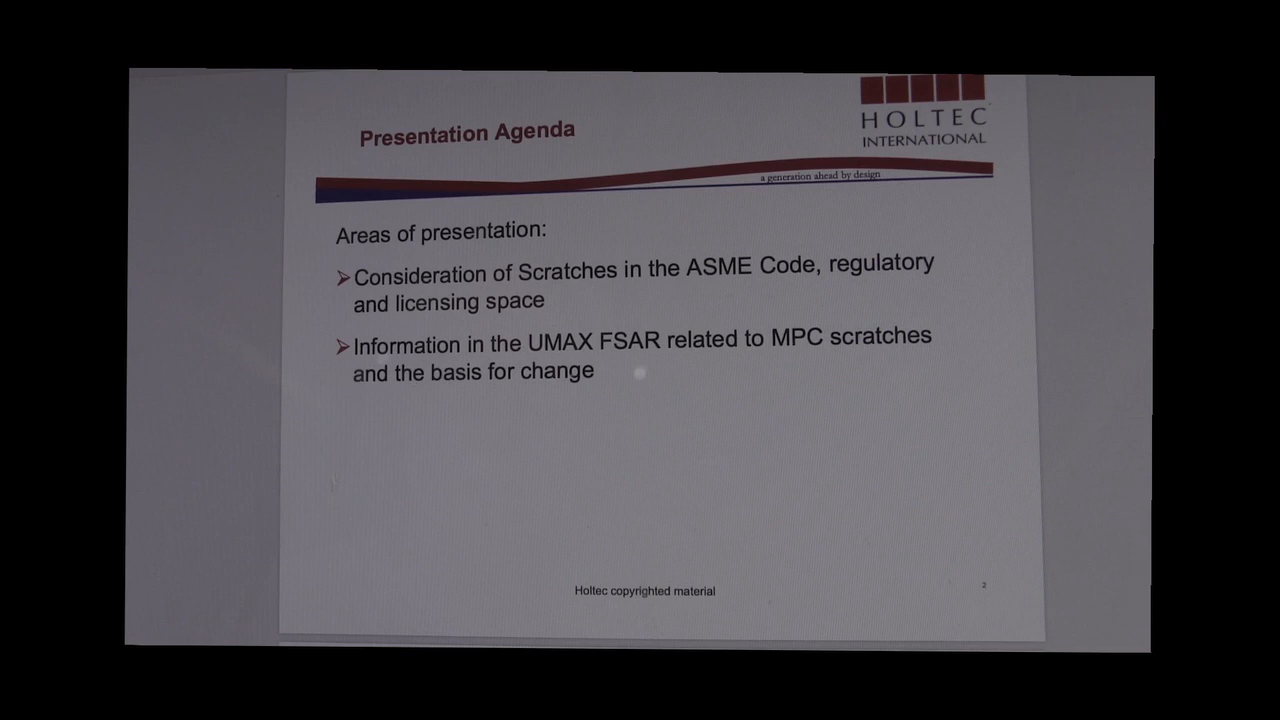 HOLTEC
INTERNATIONAL
Presentation Agenda
a generation ahead by design
Areas of presentation:
➢Consideration of Scratches in the ASME Code, regulatory
and licensing space
➢Information in the UMAX FSAR related to MPC scratches
and the basis for change
Holtec copyrighted material
2